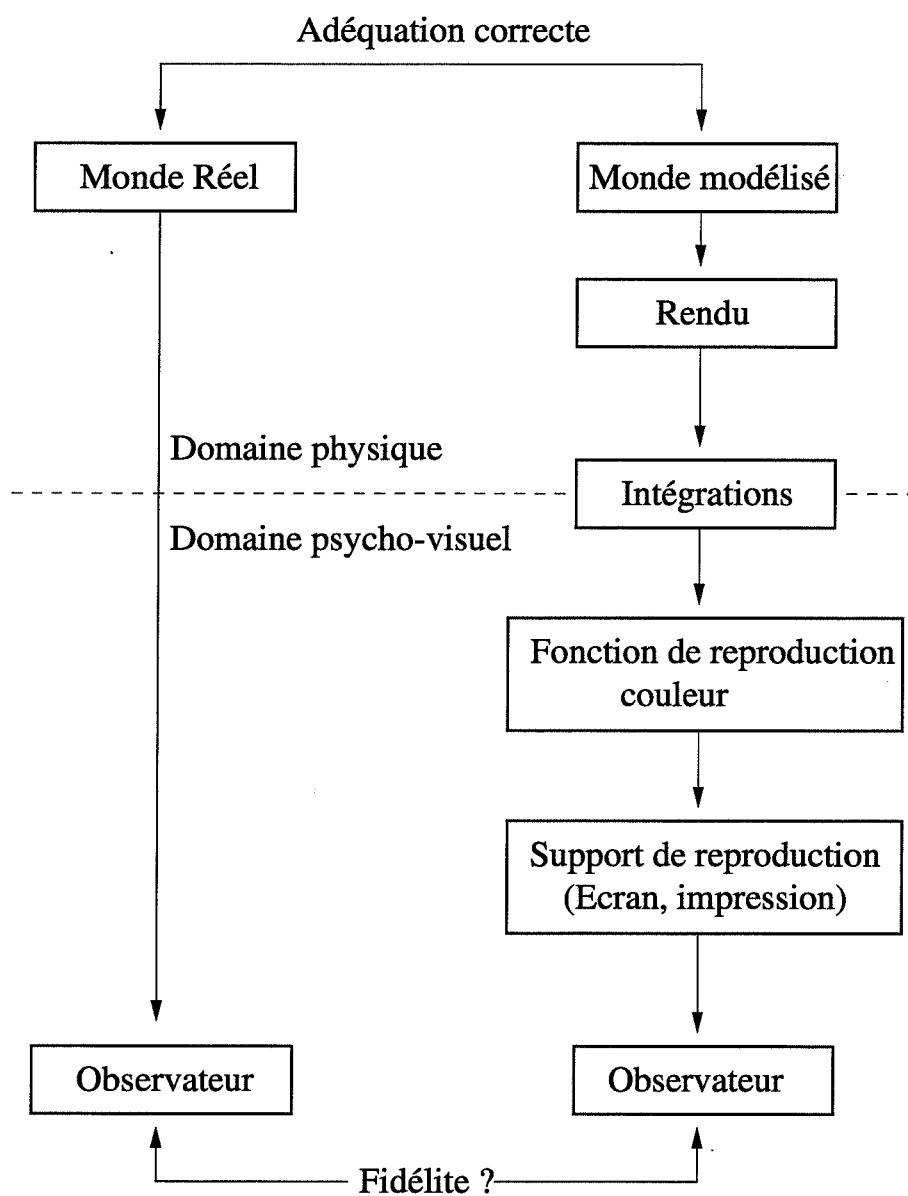 Adéquation correcte
Monde Réel
Monde modélisé
Rendu
Domaine physique
Intégrations
Domaine psycho-visuel
Fonction de reproduction
couleur
Support de reproduction
(Ecran, impression)
Observateur
Observateur
Fidélite ?